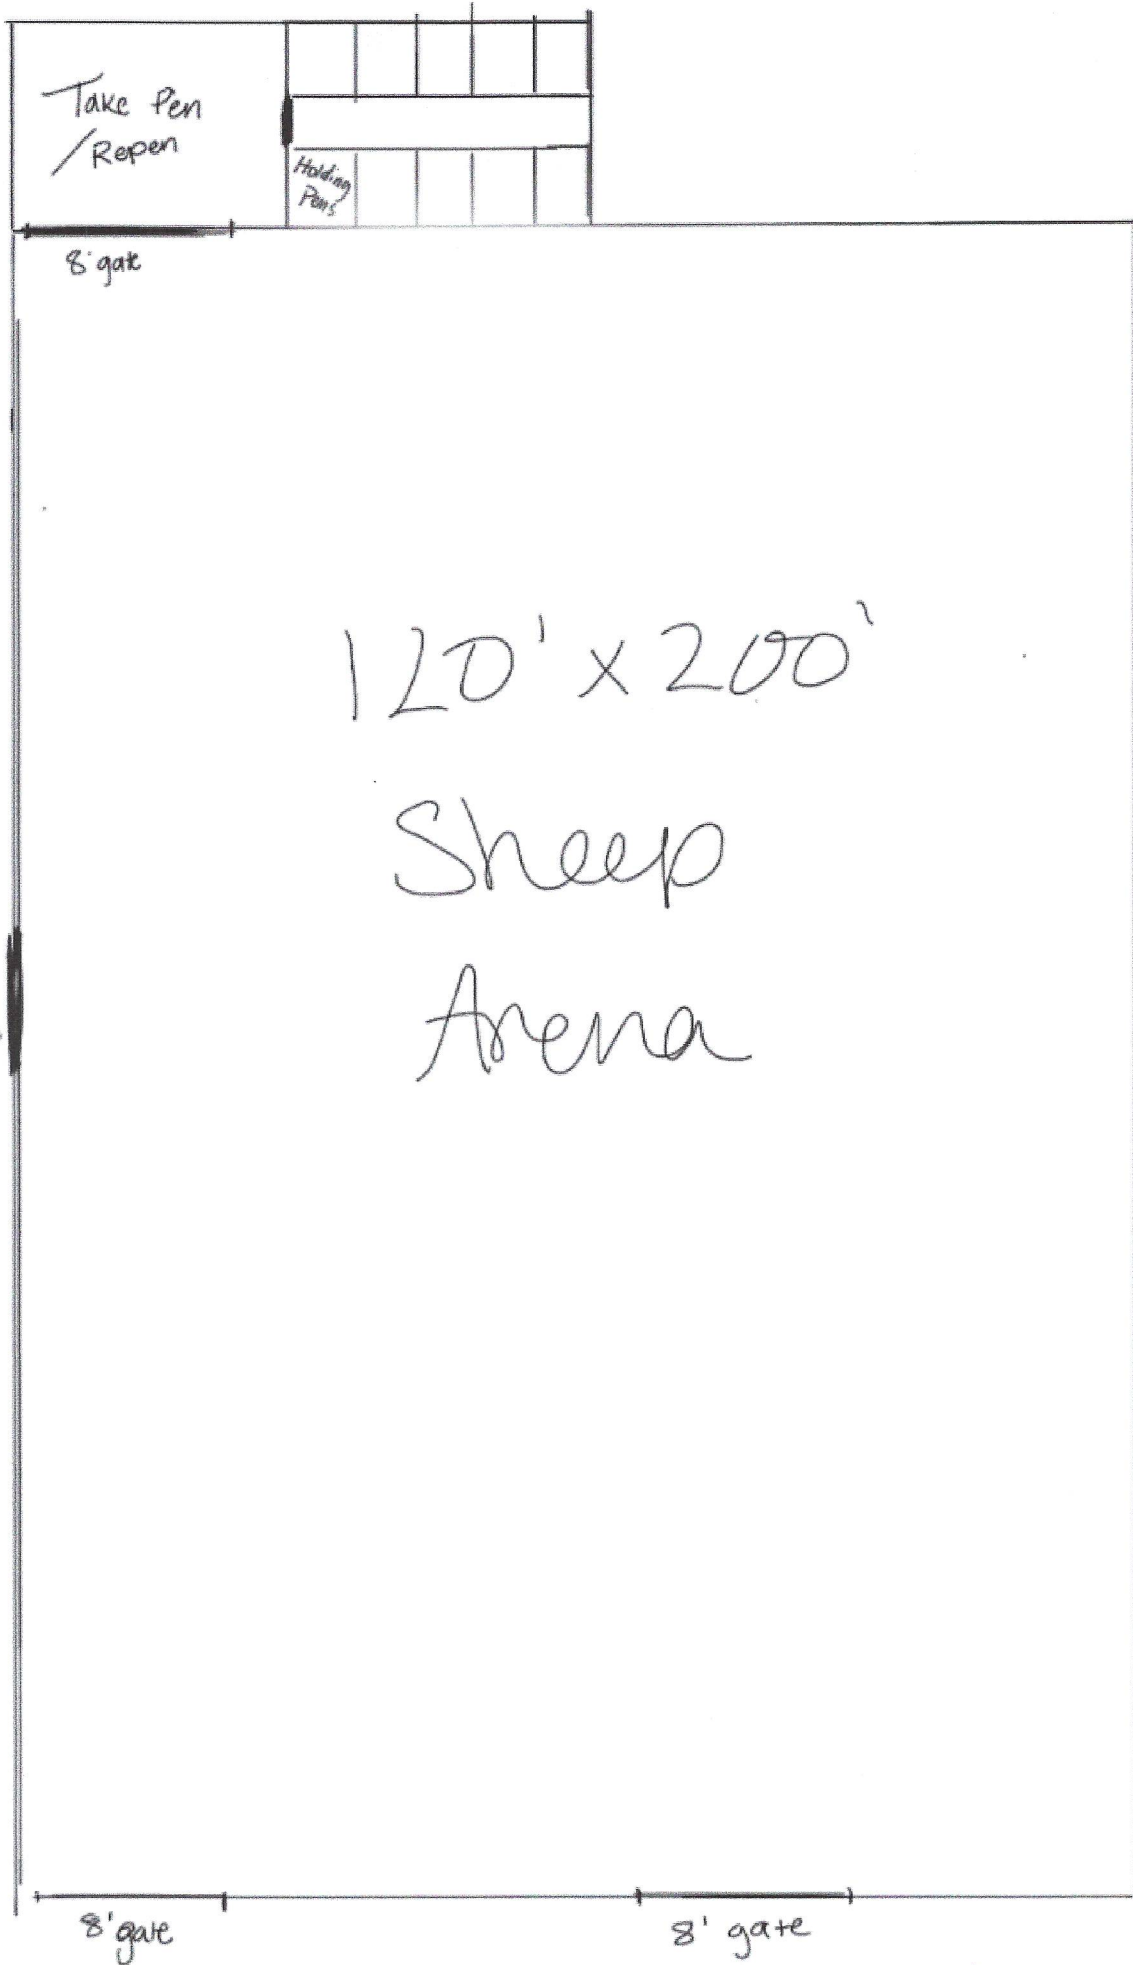 Take Pen
/Repen
Holding
Pens
8' gate
120' x 200'
Sheep
Arena
8' gate
8' gate